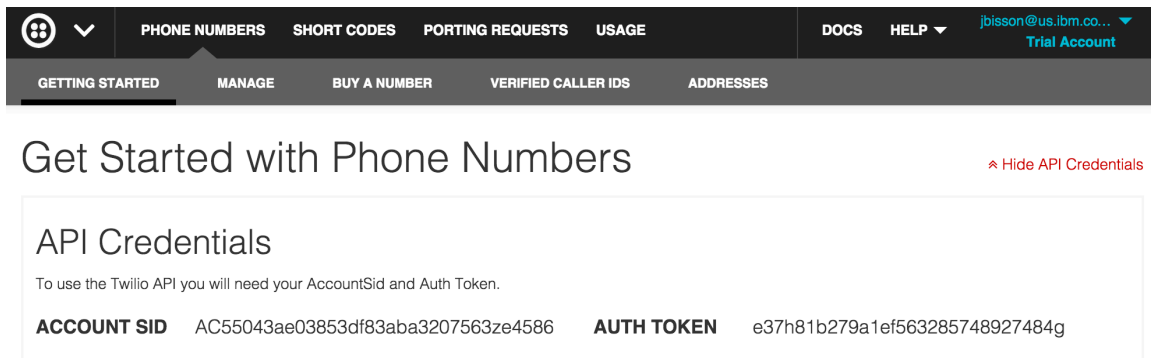 PHONE NUMBERS SHORT CODES PORTING REQUESTS USAGE DOCS HELP jbisson@us.ibm.co...
Trial Account
GETTING STARTED MANAGE BUY A NUMBER VERIFIED CALLER IDS ADDRESSES
Get Started with Phone Numbers
Hide API Credentials
API Credentials
To use the Twilio API you will need your AccountSid and Auth Token.
ACCOUNT SID AC55043ae03853df83aba3207563ze4586 AUTH TOKEN e37h81b279a1ef563285748927484g